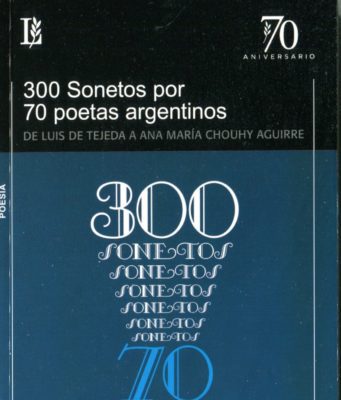 L
70
ANIVERSARIO
300 Sonetos por
70 poetas argentinos
DE LUIS DE TEJEDA A ANA MARÍA CHOUHY AGUIRRE
POESÍA
300
SONETOS
SONETOS
SONETOS
SONETOS
SONETOS
SONETOS
70